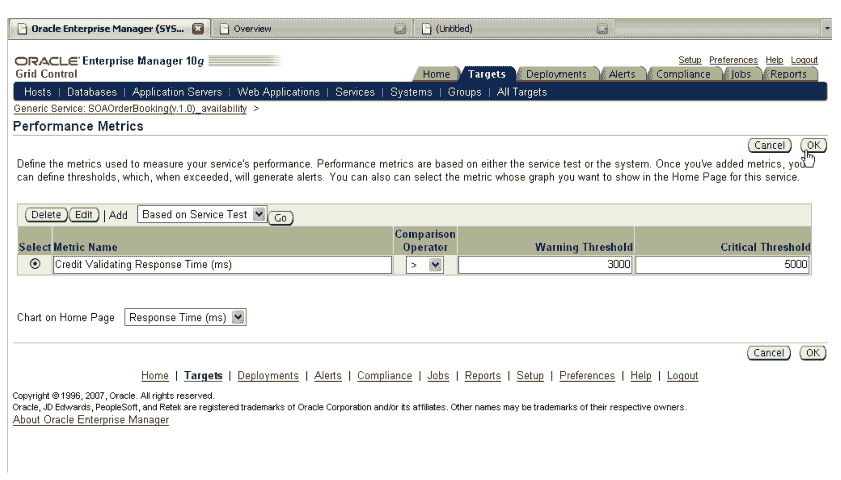 Oracle Enterprise Manager (SYS... Overview (Untitled)
ORACLE Enterprise Manager 10g
Grid Control
Setup Preferences Help Logout
Home Targets Deployments Alerts Compliance Jobs Reports
Hosts | Databases | Application Servers | Web Applications | Services | Systems | Groups | All Targets
Generic Service: SOAOrderBooking(v.1.0)_availability >
Performance Metrics
Cancel OK
Define the metrics used to measure your service's performance. Performance metrics are based on either the service test or the system. Once you've added metrics, you
can define thresholds, which, when exceeded, will generate alerts. You can also can select the metric whose graph you want to show in the Home Page for this service.
Delete Edit | Add Based on Service Test Go
Select Metric Name Comparison Operator Warning Threshold Critical Threshold
Credit Validating Response Time (ms) > 3000 5000
Chart on Home Page Response Time (ms)
Cancel OK
Home | Targets | Deployments | Alerts | Compliance | Jobs | Reports | Setup | Preferences | Help | Logout
Copyright © 1996, 2007, Oracle. All rights reserved.
Oracle, JD Edwards, PeopleSoft, and Retek are registered trademarks of Oracle Corporation and/or its affiliates. Other names may be trademarks of their respective owners.
About Oracle Enterprise Manager